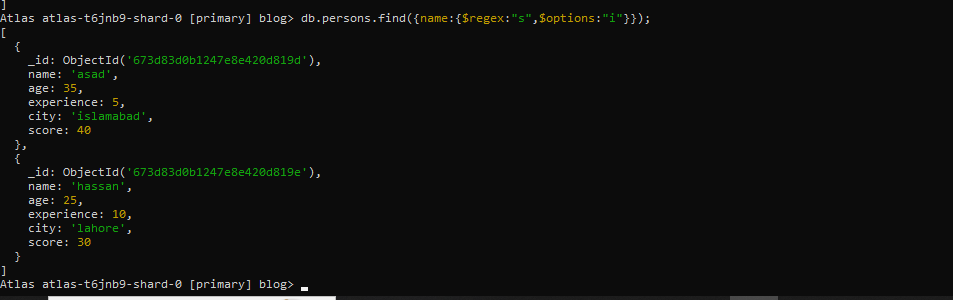 ]
Atlas atlas-t6jnb9-shard-0 [primary] blog> db.persons.find({name:{$regex:"s",$options:"i"}});
[
  {
    _id: ObjectId('673d83d0b1247e8e420d819d'),
    name: 'asad',
    age: 35,
    experience: 5,
    city: 'islamabad',
    score: 40
  },
  {
    _id: ObjectId('673d83d0b1247e8e420d819e'),
    name: 'hassan',
    age: 25,
    experience: 10,
    city: 'lahore',
    score: 30
  }
]
Atlas atlas-t6jnb9-shard-0 [primary] blog> _